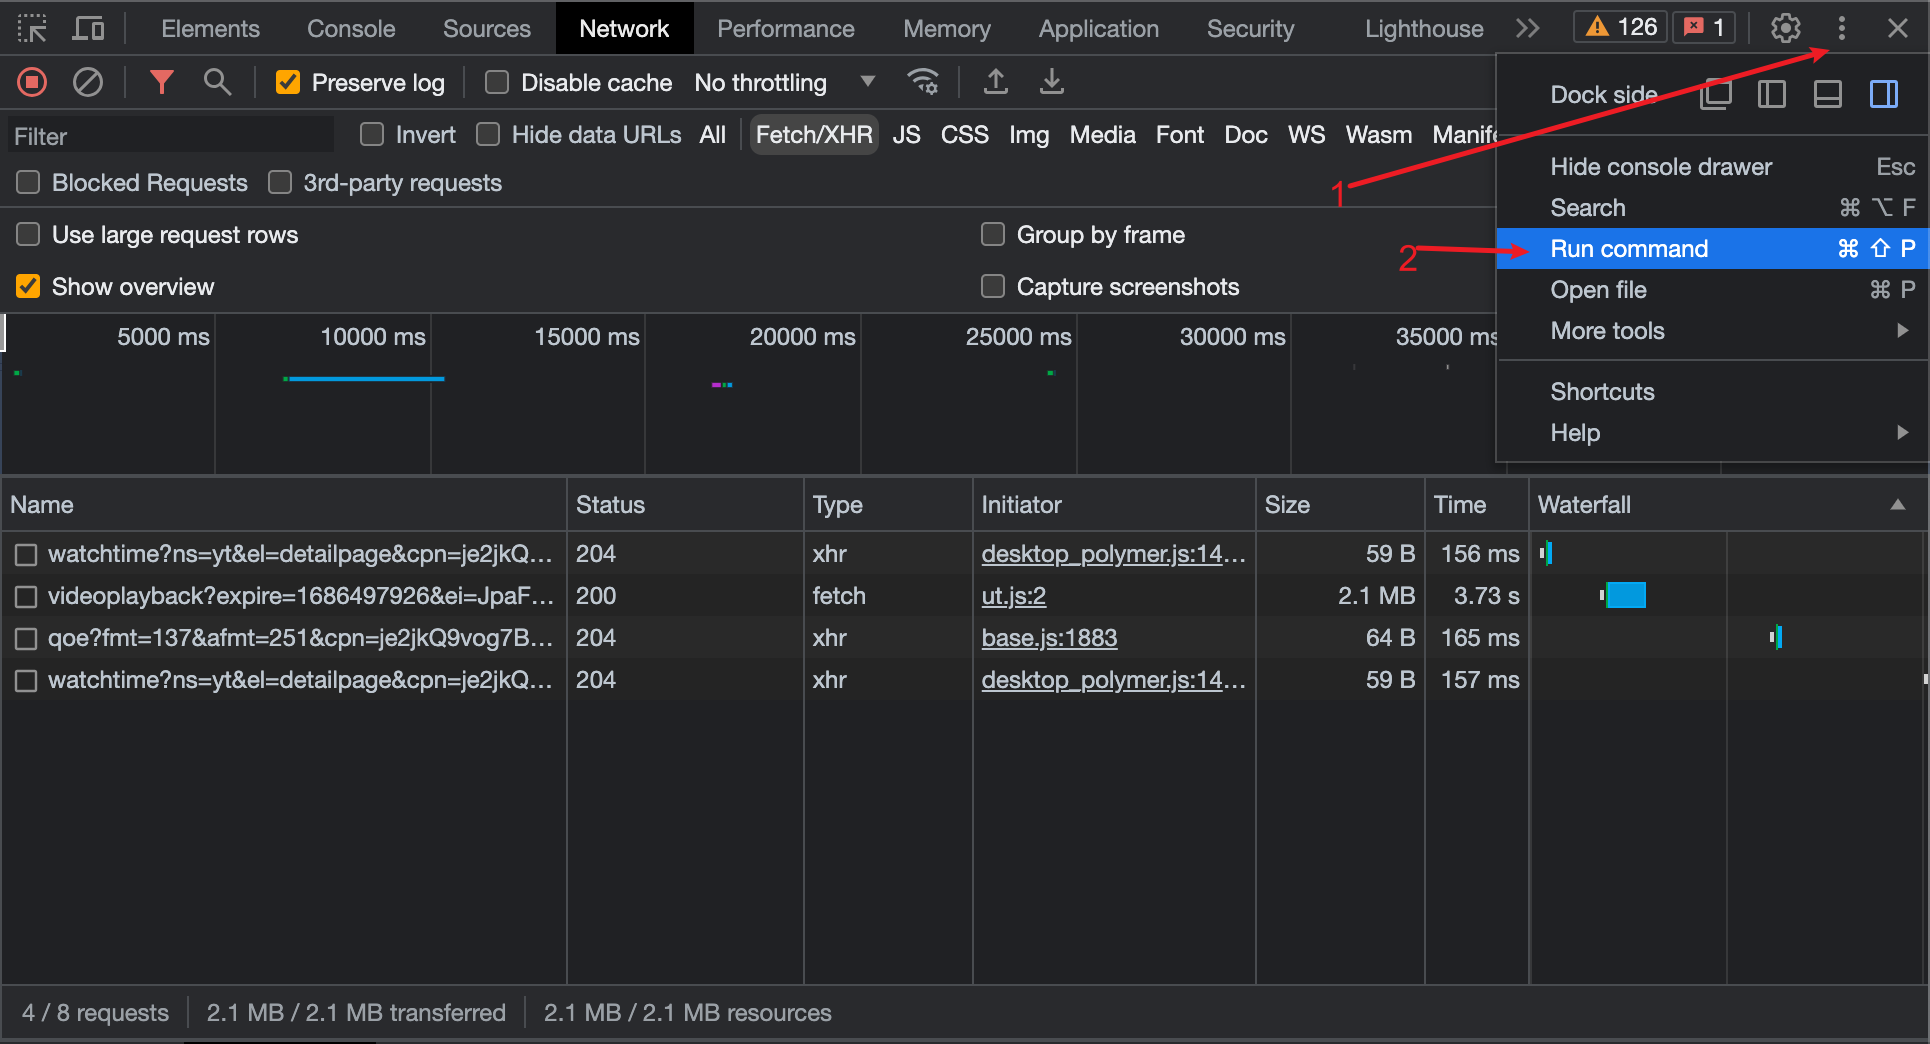 Elements Console Sources Network Performance Memory Application Security Lighthouse 126 1
Preserve log Disable cache No throttling
Dock side
Filter Invert Hide data URLs All Fetch/XHR JS CSS Img Media Font Doc WS Wasm Manife
Hide console drawer Esc
Blocked Requests 3rd-party requests
1
Search ⌘ ⌥ F
Use large request rows Group by frame
2
Run command ⌘ ⇧ P
Show overview Capture screenshots
Open file ⌘ P
More tools
5000 ms 10000 ms 15000 ms 20000 ms 25000 ms 30000 ms 35000 ms
Shortcuts
Help
Name Status Type Initiator Size Time Waterfall
watchtime?ns=yt&el=detailpage&cpn=je2jkQ... 204 xhr desktop_polymer.js:14... 59 B 156 ms
videoplayback?expire=1686497926&ei=JpaF... 200 fetch ut.js:2 2.1 MB 3.73 s
qoe?fmt=137&afmt=251&cpn=je2jkQ9vog7B... 204 xhr base.js:1883 64 B 165 ms
watchtime?ns=yt&el=detailpage&cpn=je2jkQ... 204 xhr desktop_polymer.js:14... 59 B 157 ms
4 / 8 requests 2.1 MB / 2.1 MB transferred 2.1 MB / 2.1 MB resources